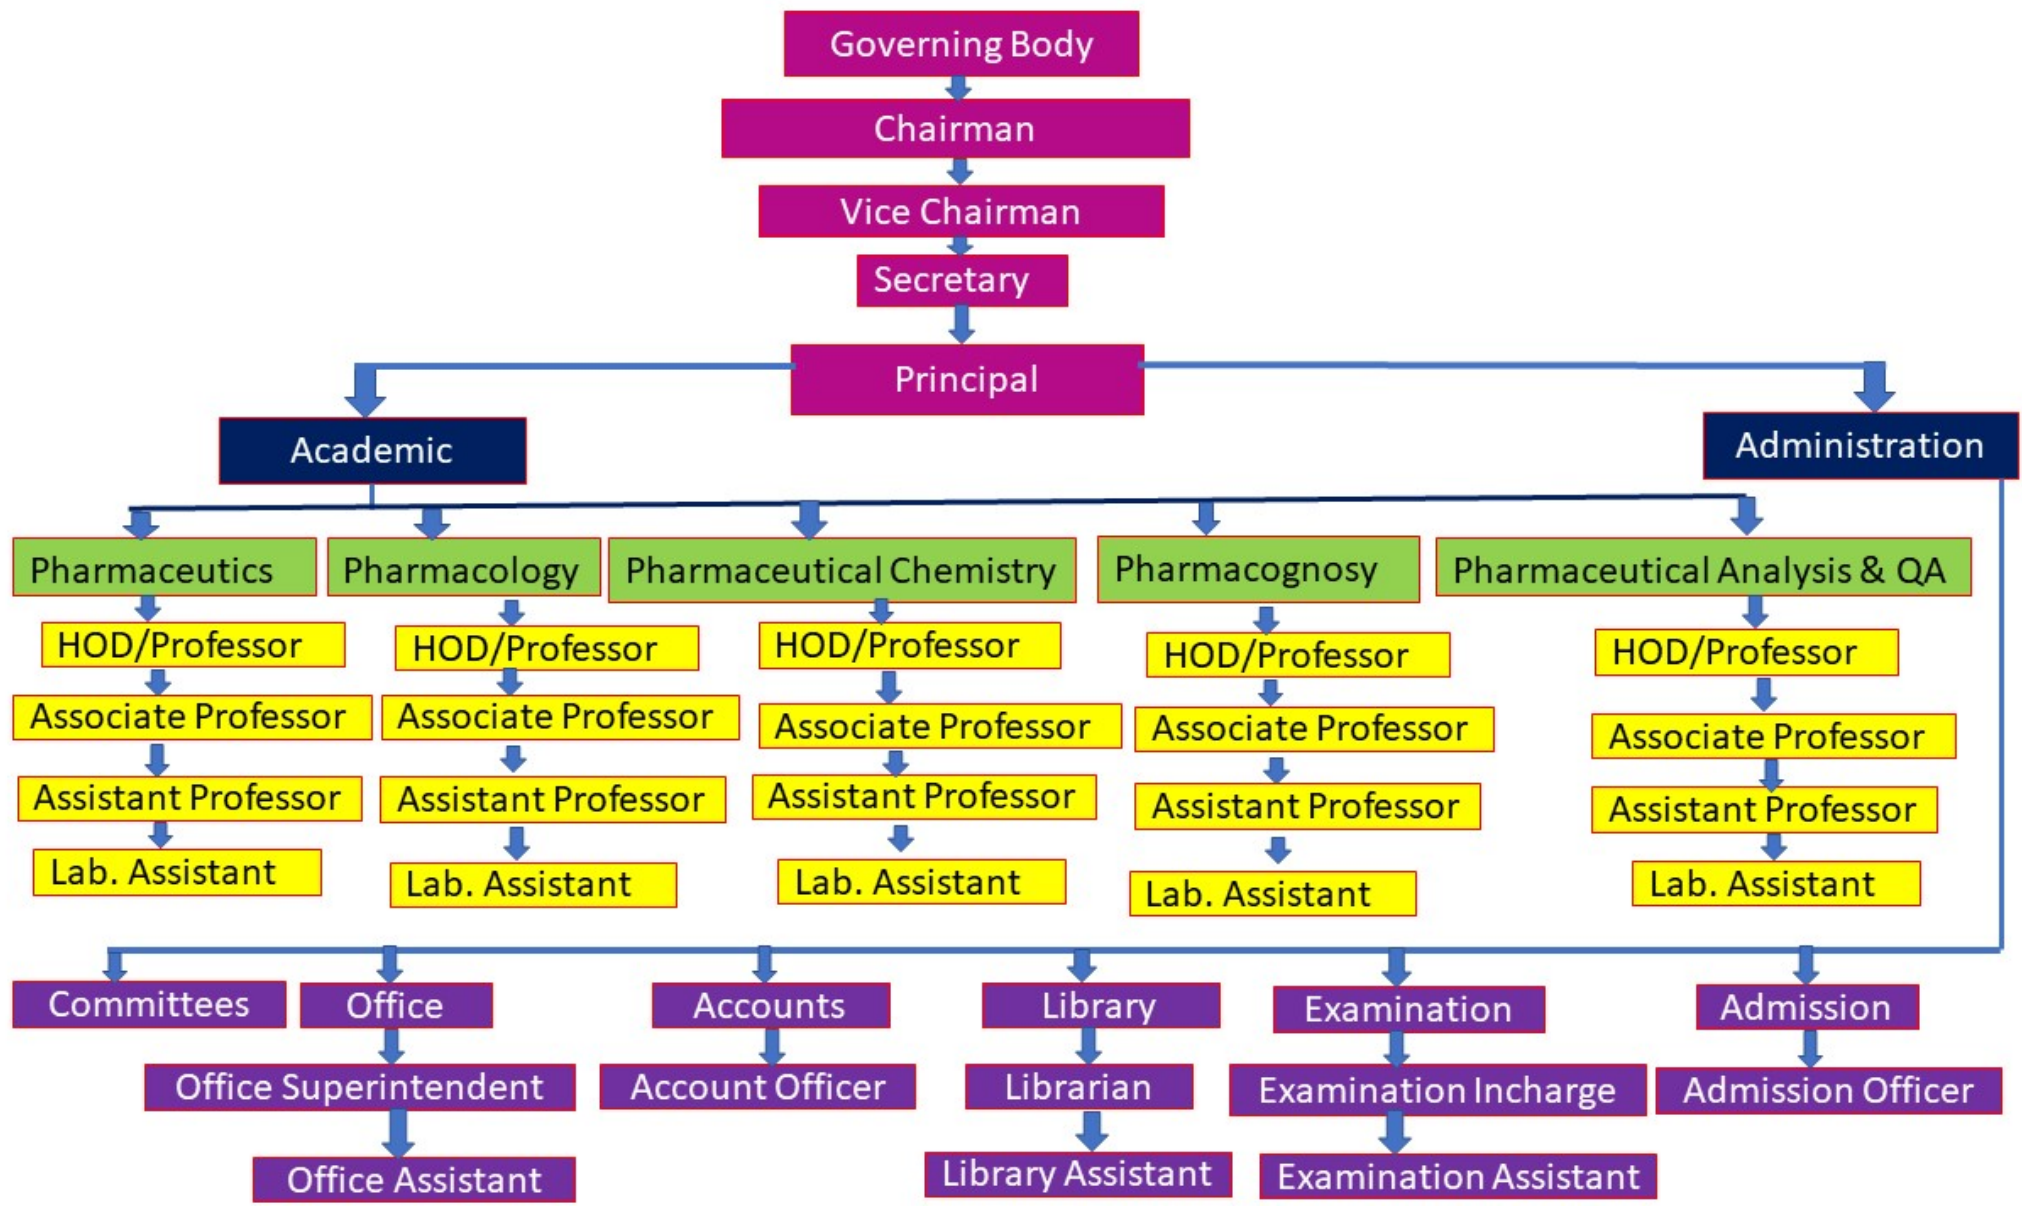 Governing Body
Chairman
Vice Chairman
Secretary
Principal
Academic
Administration
Pharmaceutics
Pharmacology
Pharmaceutical Chemistry
Pharmacognosy
Pharmaceutical Analysis & QA
HOD/Professor
HOD/Professor
HOD/Professor
HOD/Professor
HOD/Professor
Associate Professor
Associate Professor
Associate Professor
Associate Professor
Associate Professor
Assistant Professor
Assistant Professor
Assistant Professor
Assistant Professor
Assistant Professor
Lab. Assistant
Lab. Assistant
Lab. Assistant
Lab. Assistant
Lab. Assistant
Committees
Office
Accounts
Library
Examination
Admission
Office Superintendent
Account Officer
Librarian
Examination Incharge
Admission Officer
Office Assistant
Library Assistant
Examination Assistant